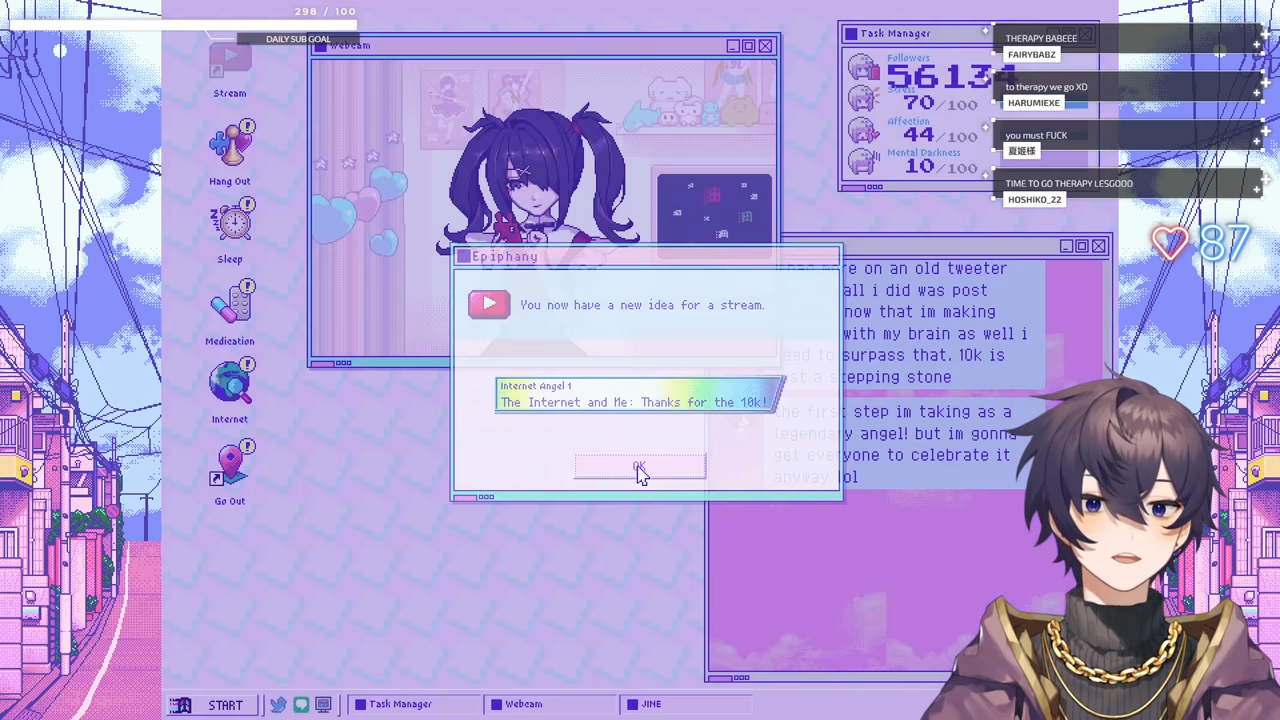 298 / 100
DAILY SUB GOAL
Stream
Hang Out
Sleep
Medication
Internet
Go Out
Webcam
Epiphany
You now have a new idea for a stream.
Internet Angel 1
The Internet and Me: Thanks for the 10k!
OK
Task Manager
Followers
56134
Stress
70/100
Affection
44/100
Mental Darkness
10/100
THERAPY BABEEE
FAIRYBABZ
to therapy we go XD
HARUMIEXE
you must FUCK
夏姫様
TIME TO GO THERAPY LESGOOO
HOSHIKO_22
87
more on an old tweeter
all i did was post
now that im making
with my brain as well i
need to surpass that. 10k is
just a stepping stone
the first step im taking as a
legendary angel! but im gonna
get everyone to celebrate it
anyway lol
START
Task Manager
Webcam
JINE